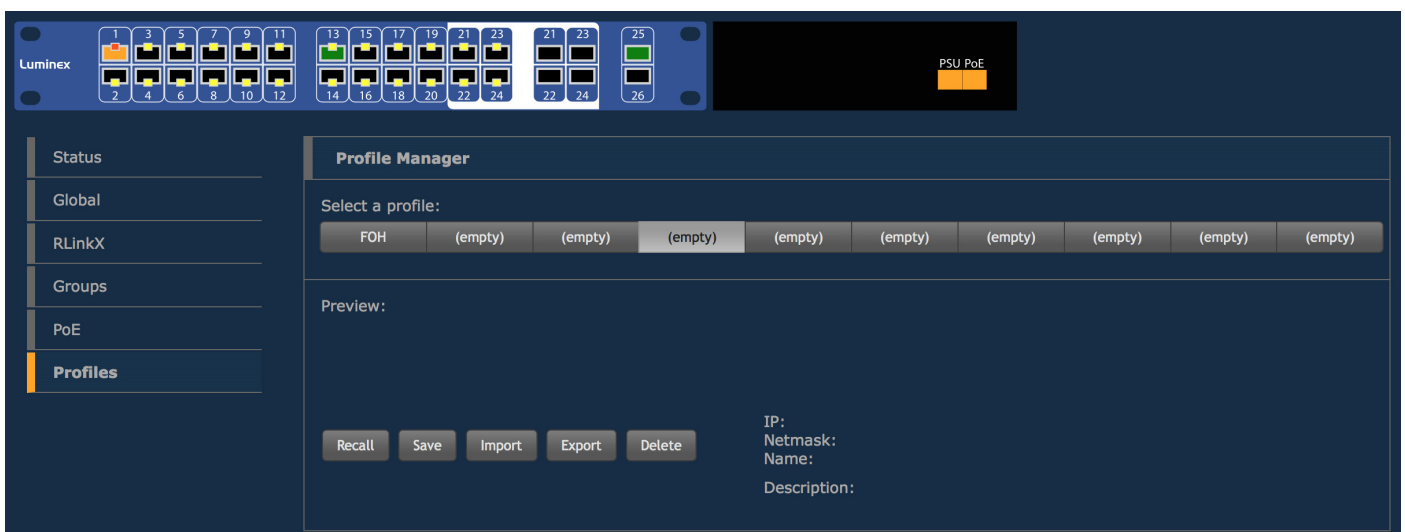 1 3 5 7 9 11 13 15 17 19 21 23 21 23 25
Luminex
PSU PoE
2 4 6 8 10 12 14 16 18 20 22 24 22 24 26
Status
Global
RLinkX
Groups
PoE
Profiles
Profile Manager
Select a profile:
FOH (empty) (empty) (empty) (empty) (empty) (empty) (empty) (empty) (empty)
Preview:
Recall Save Import Export Delete
IP:
Netmask:
Name:
Description: